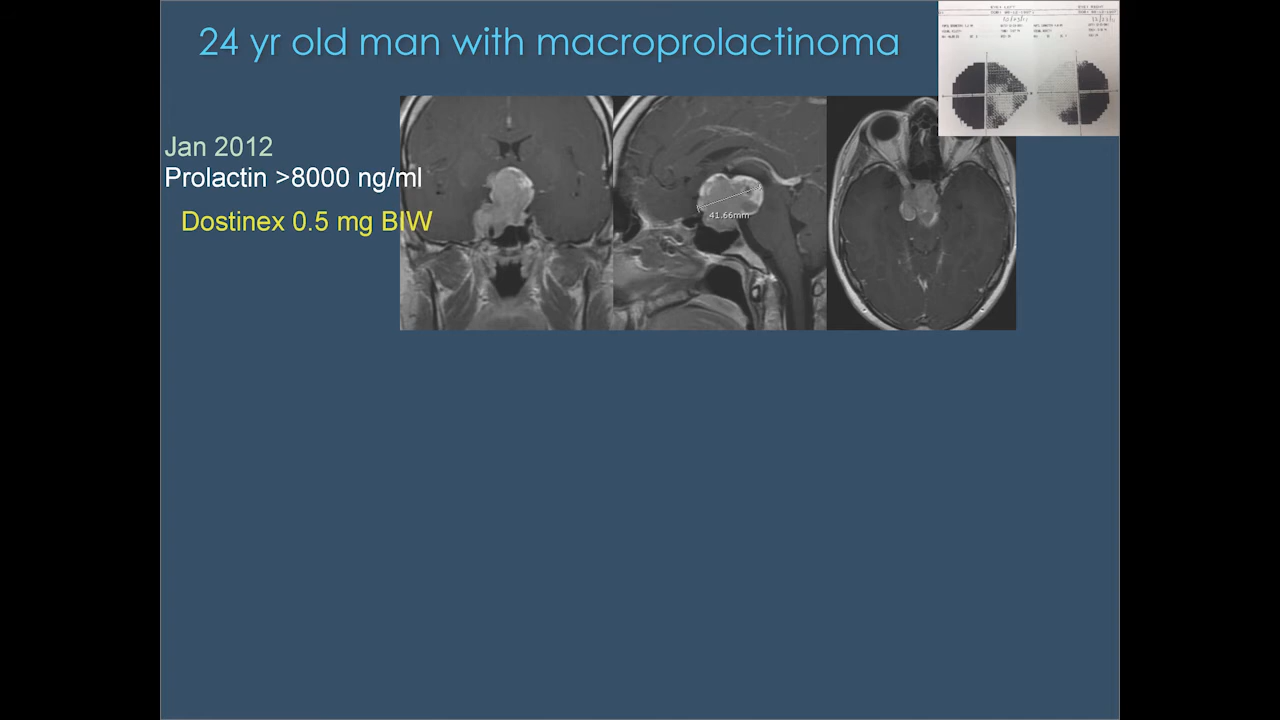 24 yr old man with macroprolactinoma
Jan 2012
Prolactin >8000 ng/ml
Dostinex 0.5 mg BIW
41.66mm